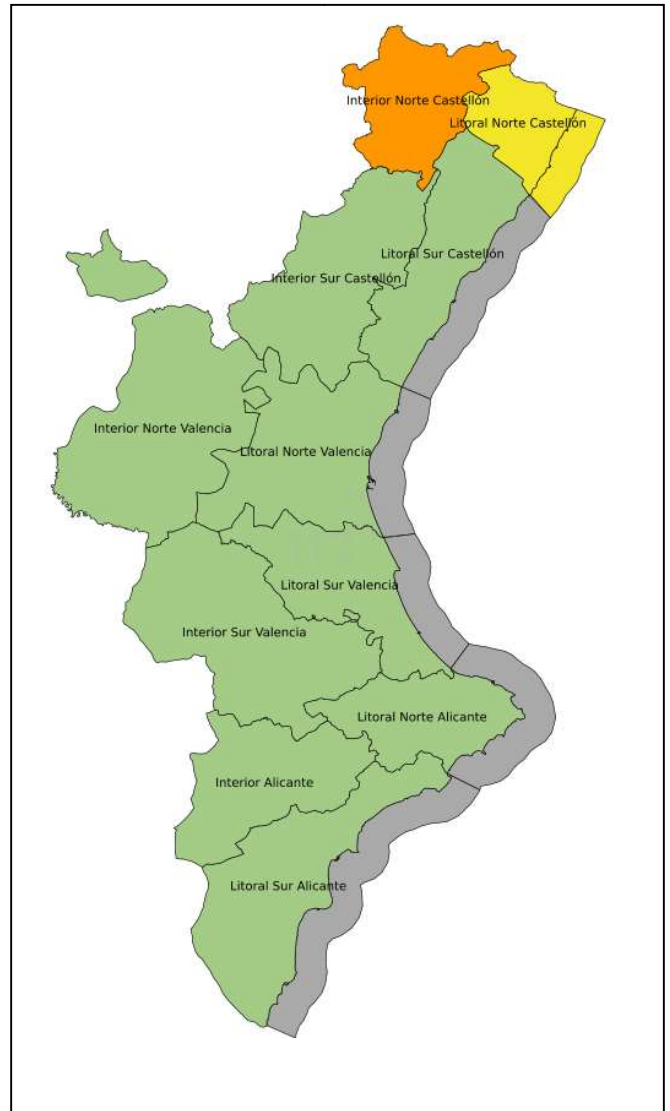 Interior Norte Castellón
Litoral Norte Castellón
Litoral Sur Castellón
Interior Sur Castellón
Interior Norte Valencia
Litoral Norte Valencia
Litoral Sur Valencia
Interior Sur Valencia
Litoral Norte Alicante
Interior Alicante
Litoral Sur Alicante